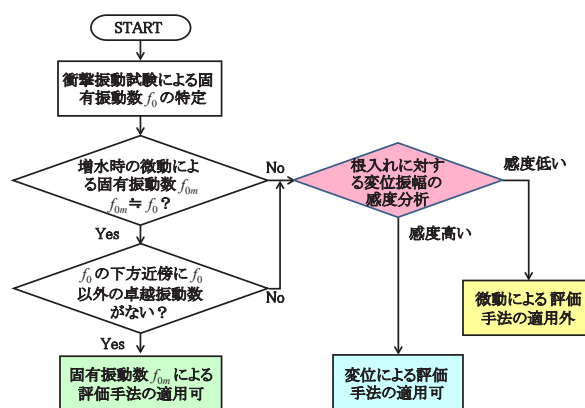 START
衝撃振動試験による固
有振動数 f₀ の特定
増水時の微動によ
る固有振動数 f₀ₘ
f₀ₘ ≒ f₀ ?
No
Yes
f₀ の下方近傍に f₀
以外の卓越振動数
がない？
No
Yes
固有振動数 f₀ₘ による
評価手法の適用可
根入れに対す
る変位振幅の
感度分析
感度低い
感度高い
変位による評価
手法の適用可
微動による評価
手法の適用外